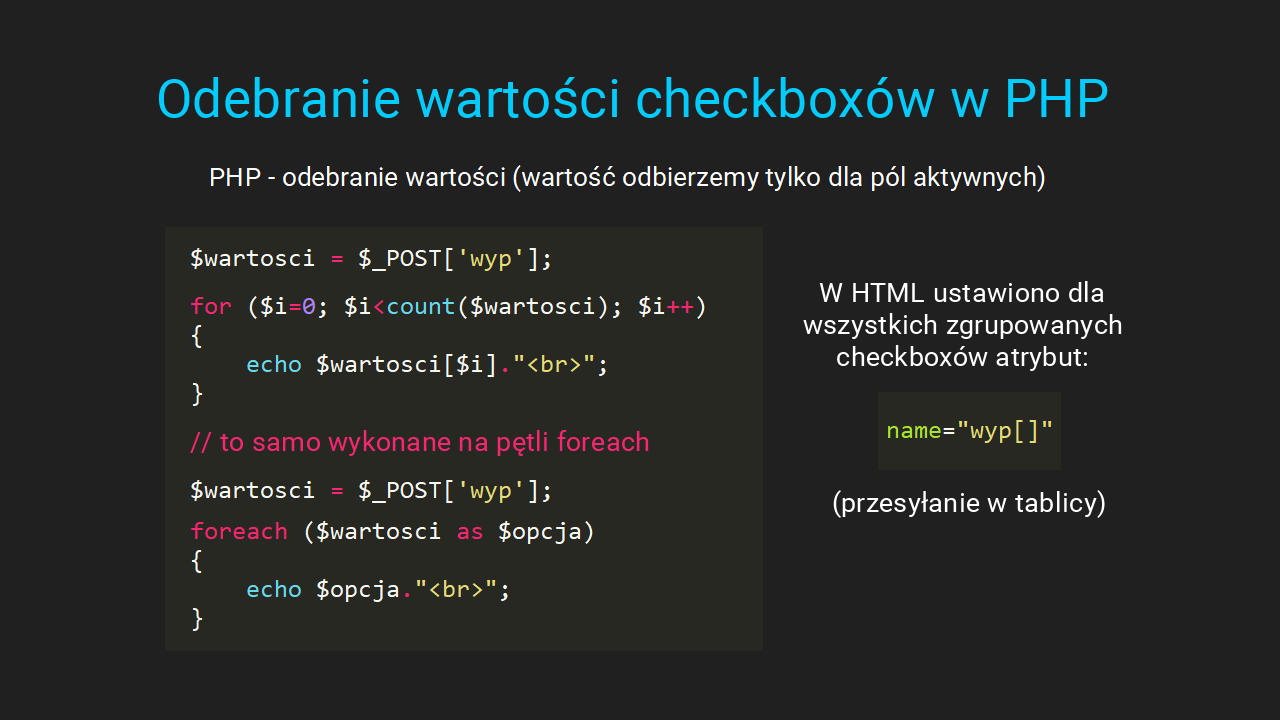 Odebranie wartości checkboxów w PHP
PHP - odebranie wartości (wartość odbierzemy tylko dla pól aktywnych)
$wartosci = $_POST['wyp'];
for ($i=0; $i<count($wartosci); $i++)
{
    echo $wartosci[$i]."<br>";
}
// to samo wykonane na pętli foreach
$wartosci = $_POST['wyp'];
foreach ($wartosci as $opcja)
{
    echo $opcja."<br>";
}
W HTML ustawiono dla
wszystkich zgrupowanych
checkboxów atrybut:
name="wyp[]"
(przesyłanie w tablicy)